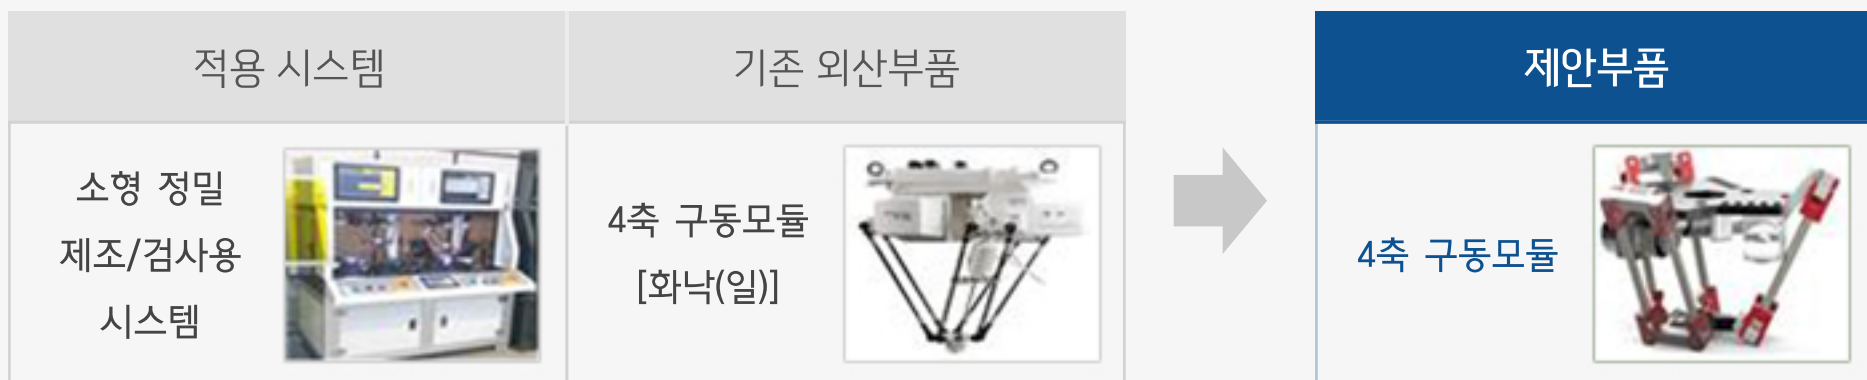 적용 시스템
기존 외산부품
제안부품
소형 정밀
제조/검사용
시스템
4축 구동모듈
[화낙(일)]
4축 구동모듈